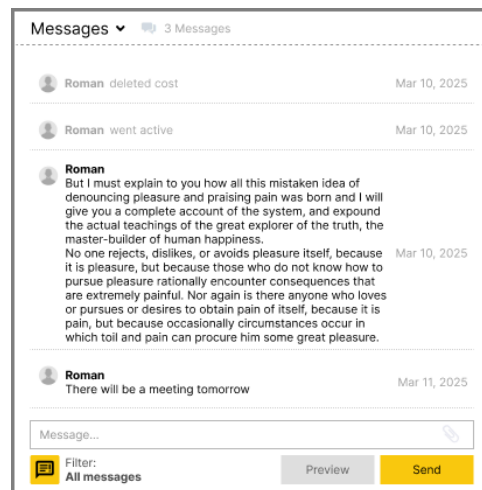 Messages 3 Messages
Roman deleted cost Mar 10, 2025
Roman went active Mar 10, 2025
Roman
But I must explain to you how all this mistaken idea of
denouncing pleasure and praising pain was born and I will
give you a complete account of the system, and expound
the actual teachings of the great explorer of the truth, the
master-builder of human happiness.
No one rejects, dislikes, or avoids pleasure itself, because
it is pleasure, but because those who do not know how to
pursue pleasure rationally encounter consequences that
are extremely painful. Nor again is there anyone who loves
or pursues or desires to obtain pain of itself, because it is
pain, but because occasionally circumstances occur in
which toil and pain can procure him some great pleasure.
Mar 10, 2025
Roman
There will be a meeting tomorrow
Mar 11, 2025
Message...
Filter:
All messages
Preview
Send